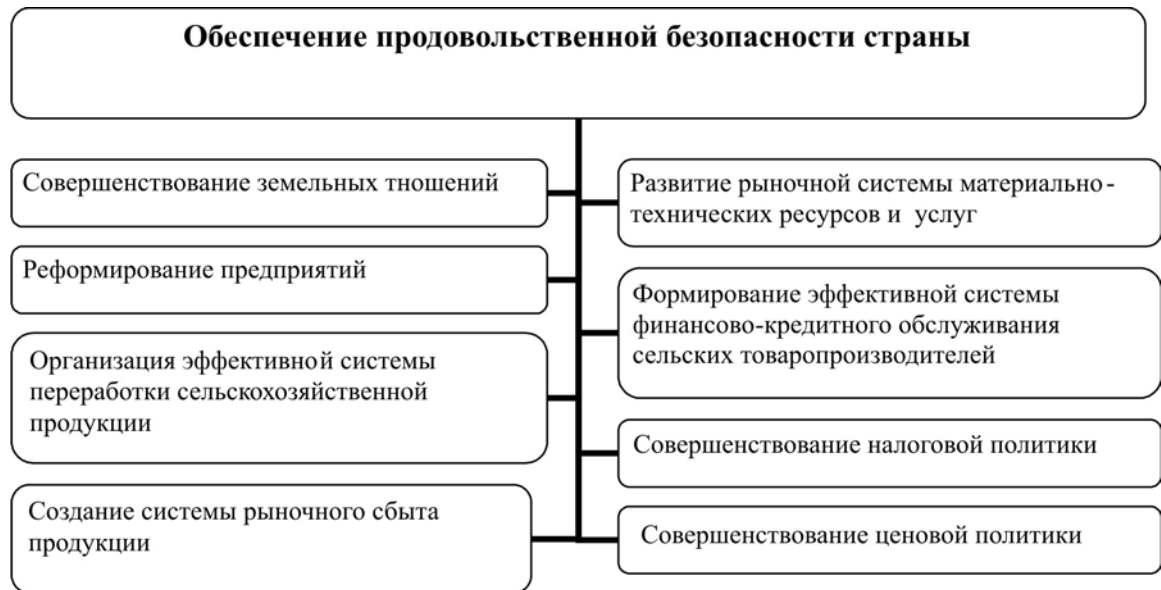 Обеспечение продовольственной безопасности страны
Совершенствование земельных тношений
Реформирование предприятий
Организация эффективной системы
переработки сельскохозяйственной
продукции
Создание системы рыночного сбыта
продукции
Развитие рыночной системы материально-
технических ресурсов и услуг
Формирование эффективной системы
финансово-кредитного обслуживания
сельских товаропроизводителей
Совершенствование налоговой политики
Совершенствование ценовой политики